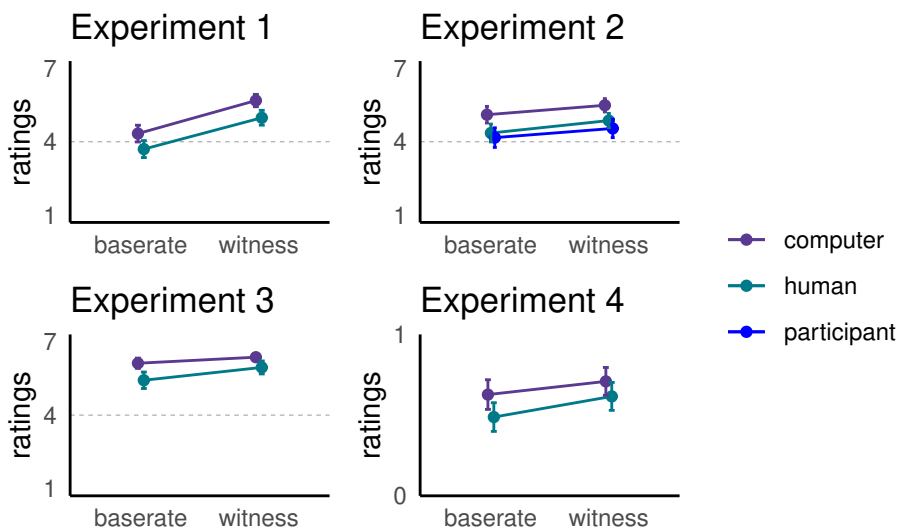 Experiment 1
7
4
1
ratings
baserate
witness
Experiment 2
7
4
1
ratings
baserate
witness
Experiment 3
7
4
1
ratings
baserate
witness
Experiment 4
1
0
ratings
baserate
witness
computer
human
participant